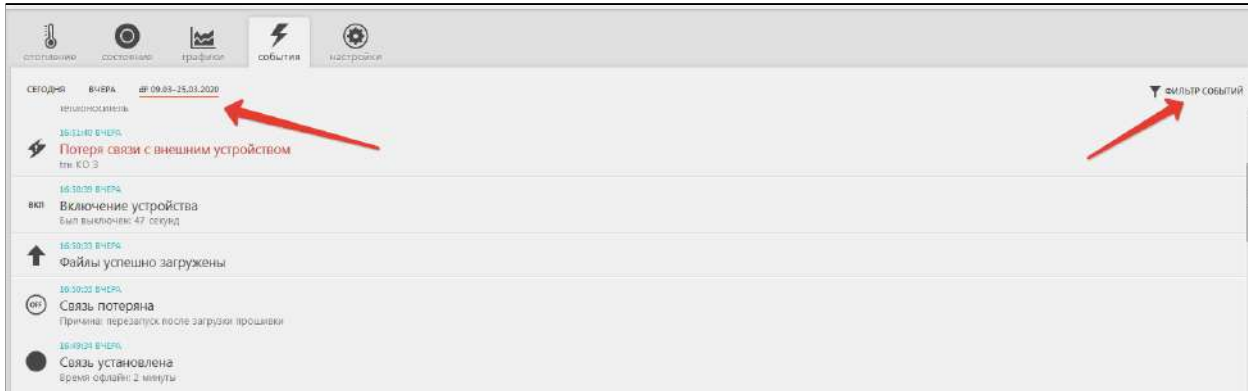 отопление состояние графики события настройки
СЕГОДНЯ ВЧЕРА 09.03–25.03.2020 ФИЛЬТР СОБЫТИЙ
теплоноситель
16:51:40 ВЧЕРА
Потеря связи с внешним устройством
КО 3
16:50:39 ВЧЕРА
ВКЛ Включение устройства
Был выключен: 47 секунд
16:50:33 ВЧЕРА
Файлы успешно загружены
16:50:33 ВЧЕРА
OFF Связь потеряна
Причина: перезапуск после загрузки прошивки
16:49:24 ВЧЕРА
Связь установлена
Время офлайн: 2 минуты